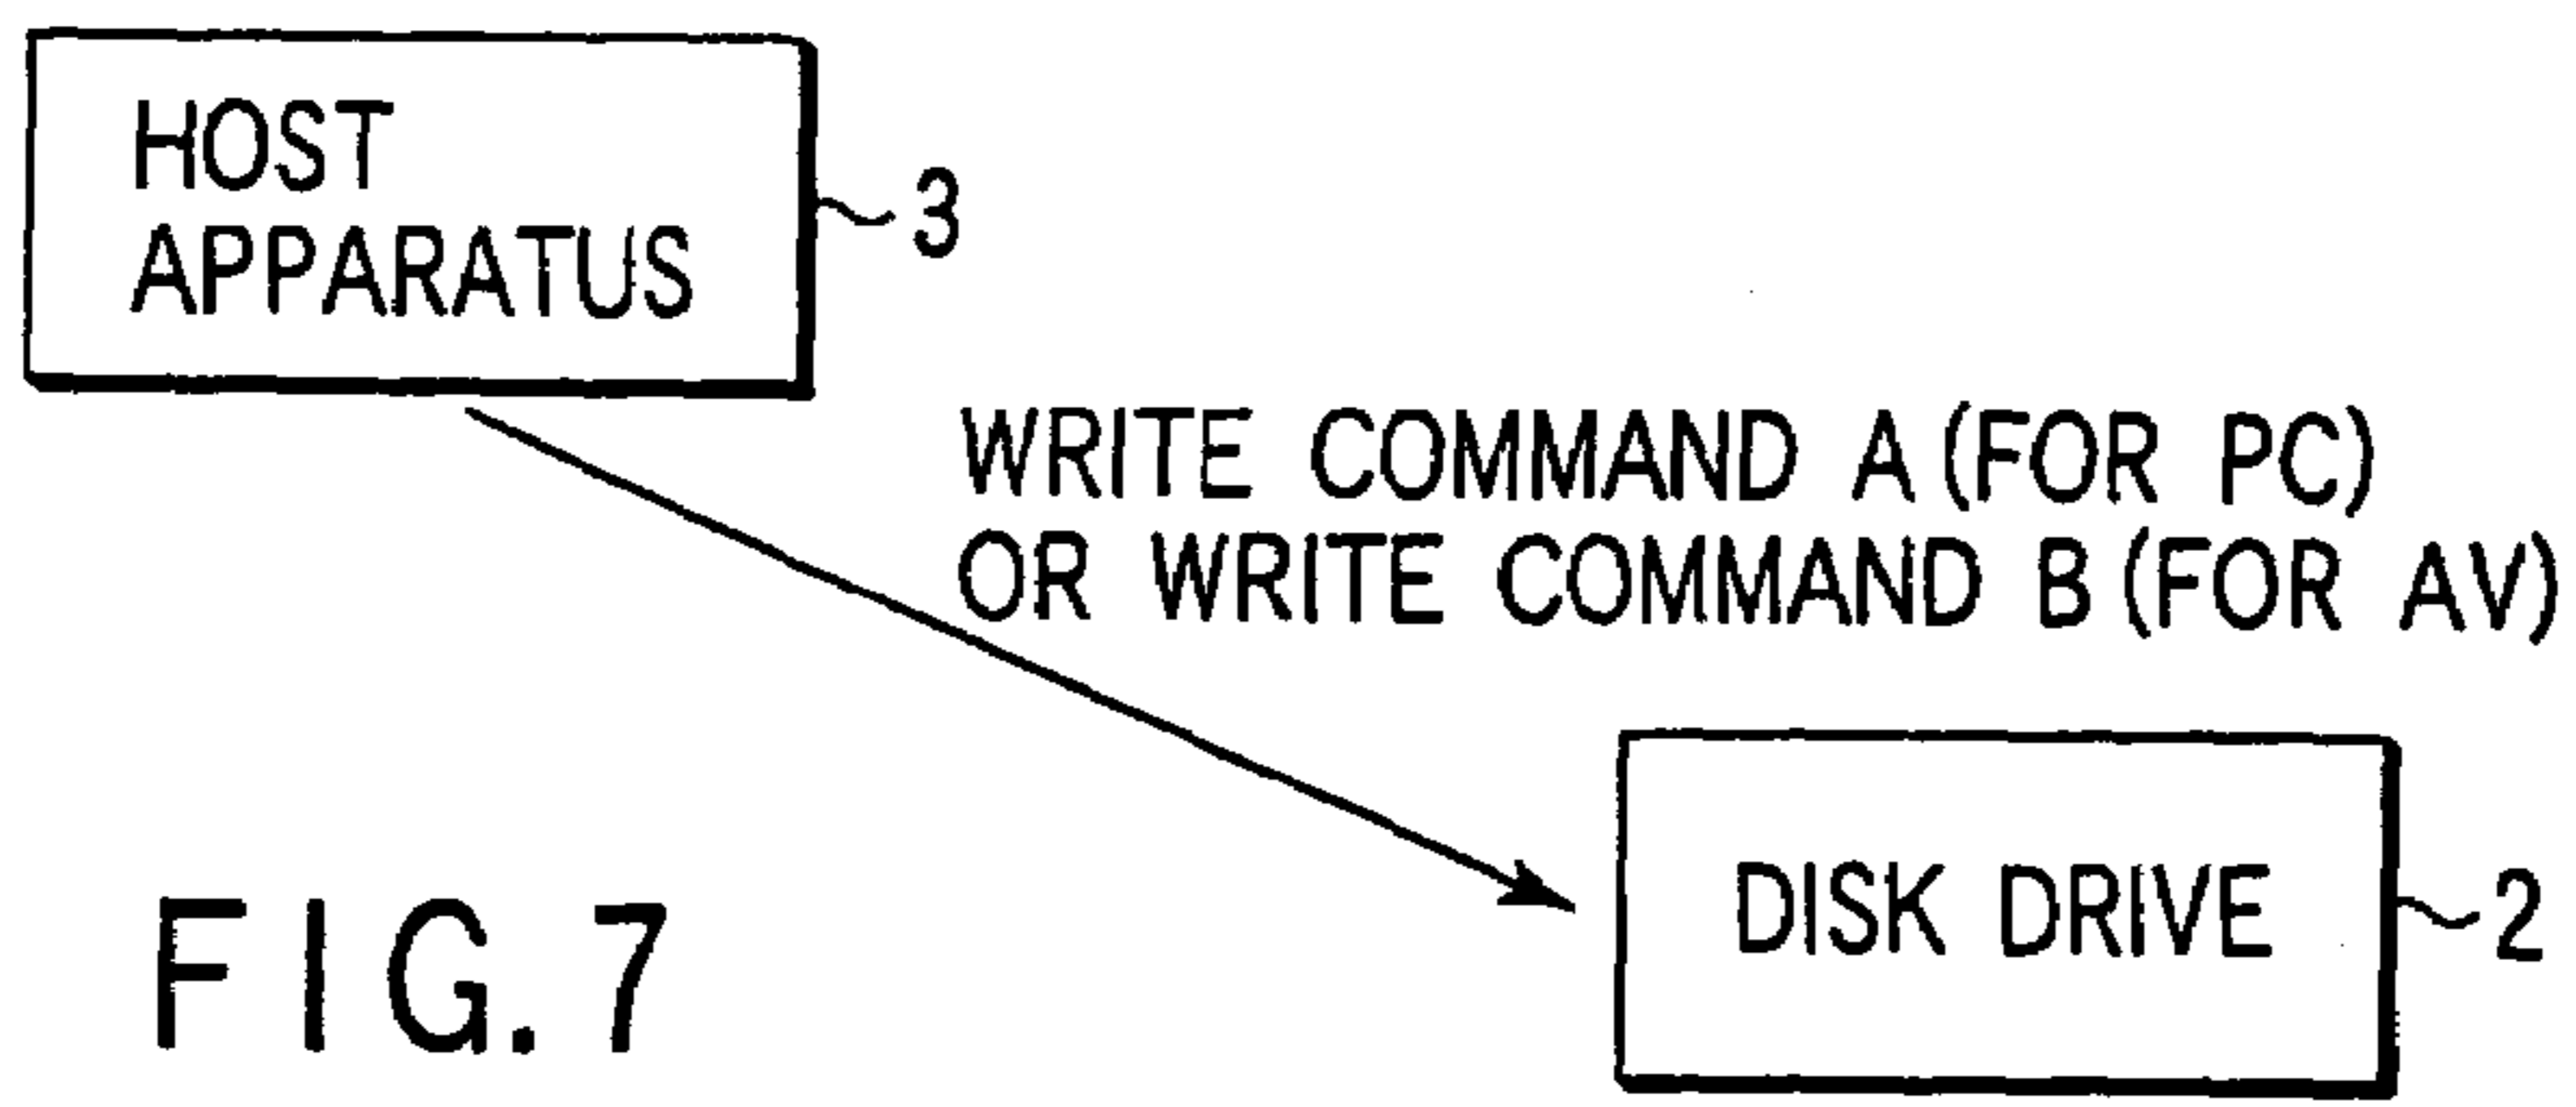 HOST
APPARATUS
3
WRITE COMMAND A (FOR PC)
OR WRITE COMMAND B (FOR AV)
DISK DRIVE
2
FIG. 7